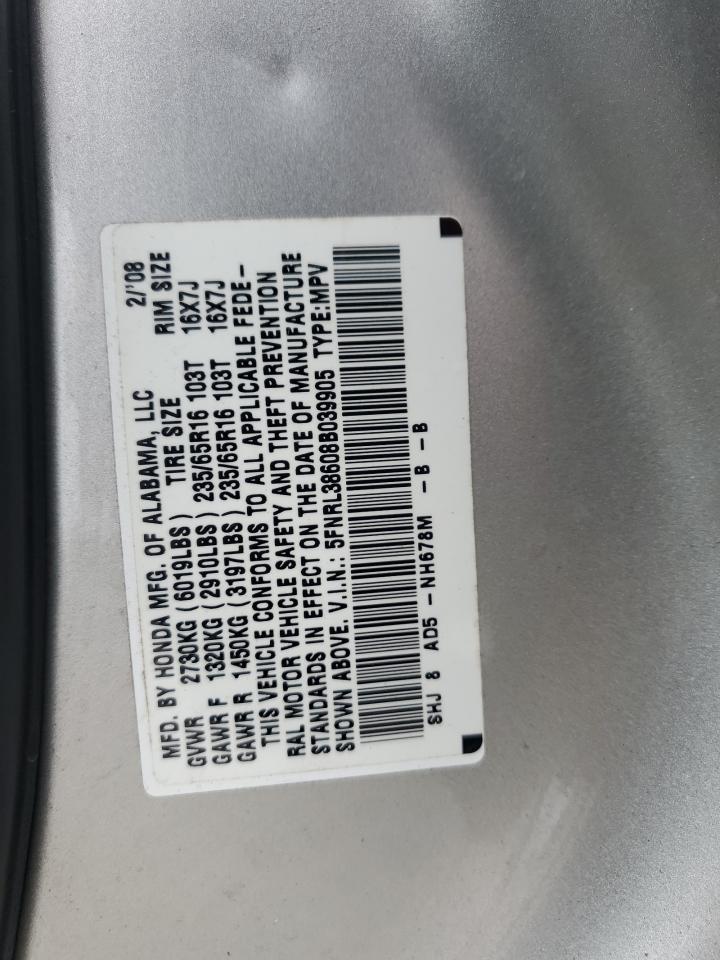 MFD. BY HONDA MFG. OF ALABAMA, LLC 2/'08
GVWR 2730KG (6019LBS) TIRE SIZE RIM SIZE
GAWR F 1320KG (2910LBS) 235/65R16 103T 16X7J
GAWR R 1450KG (3197LBS) 235/65R16 103T 16X7J
THIS VEHICLE CONFORMS TO ALL APPLICABLE FEDE-
RAL MOTOR VEHICLE SAFETY AND THEFT PREVENTION
STANDARDS IN EFFECT ON THE DATE OF MANUFACTURE
SHOWN ABOVE. V.I.N.: 5FNRL38608B039905 TYPE:MPV
SHJ 8 AD5 - NH678M - B - B